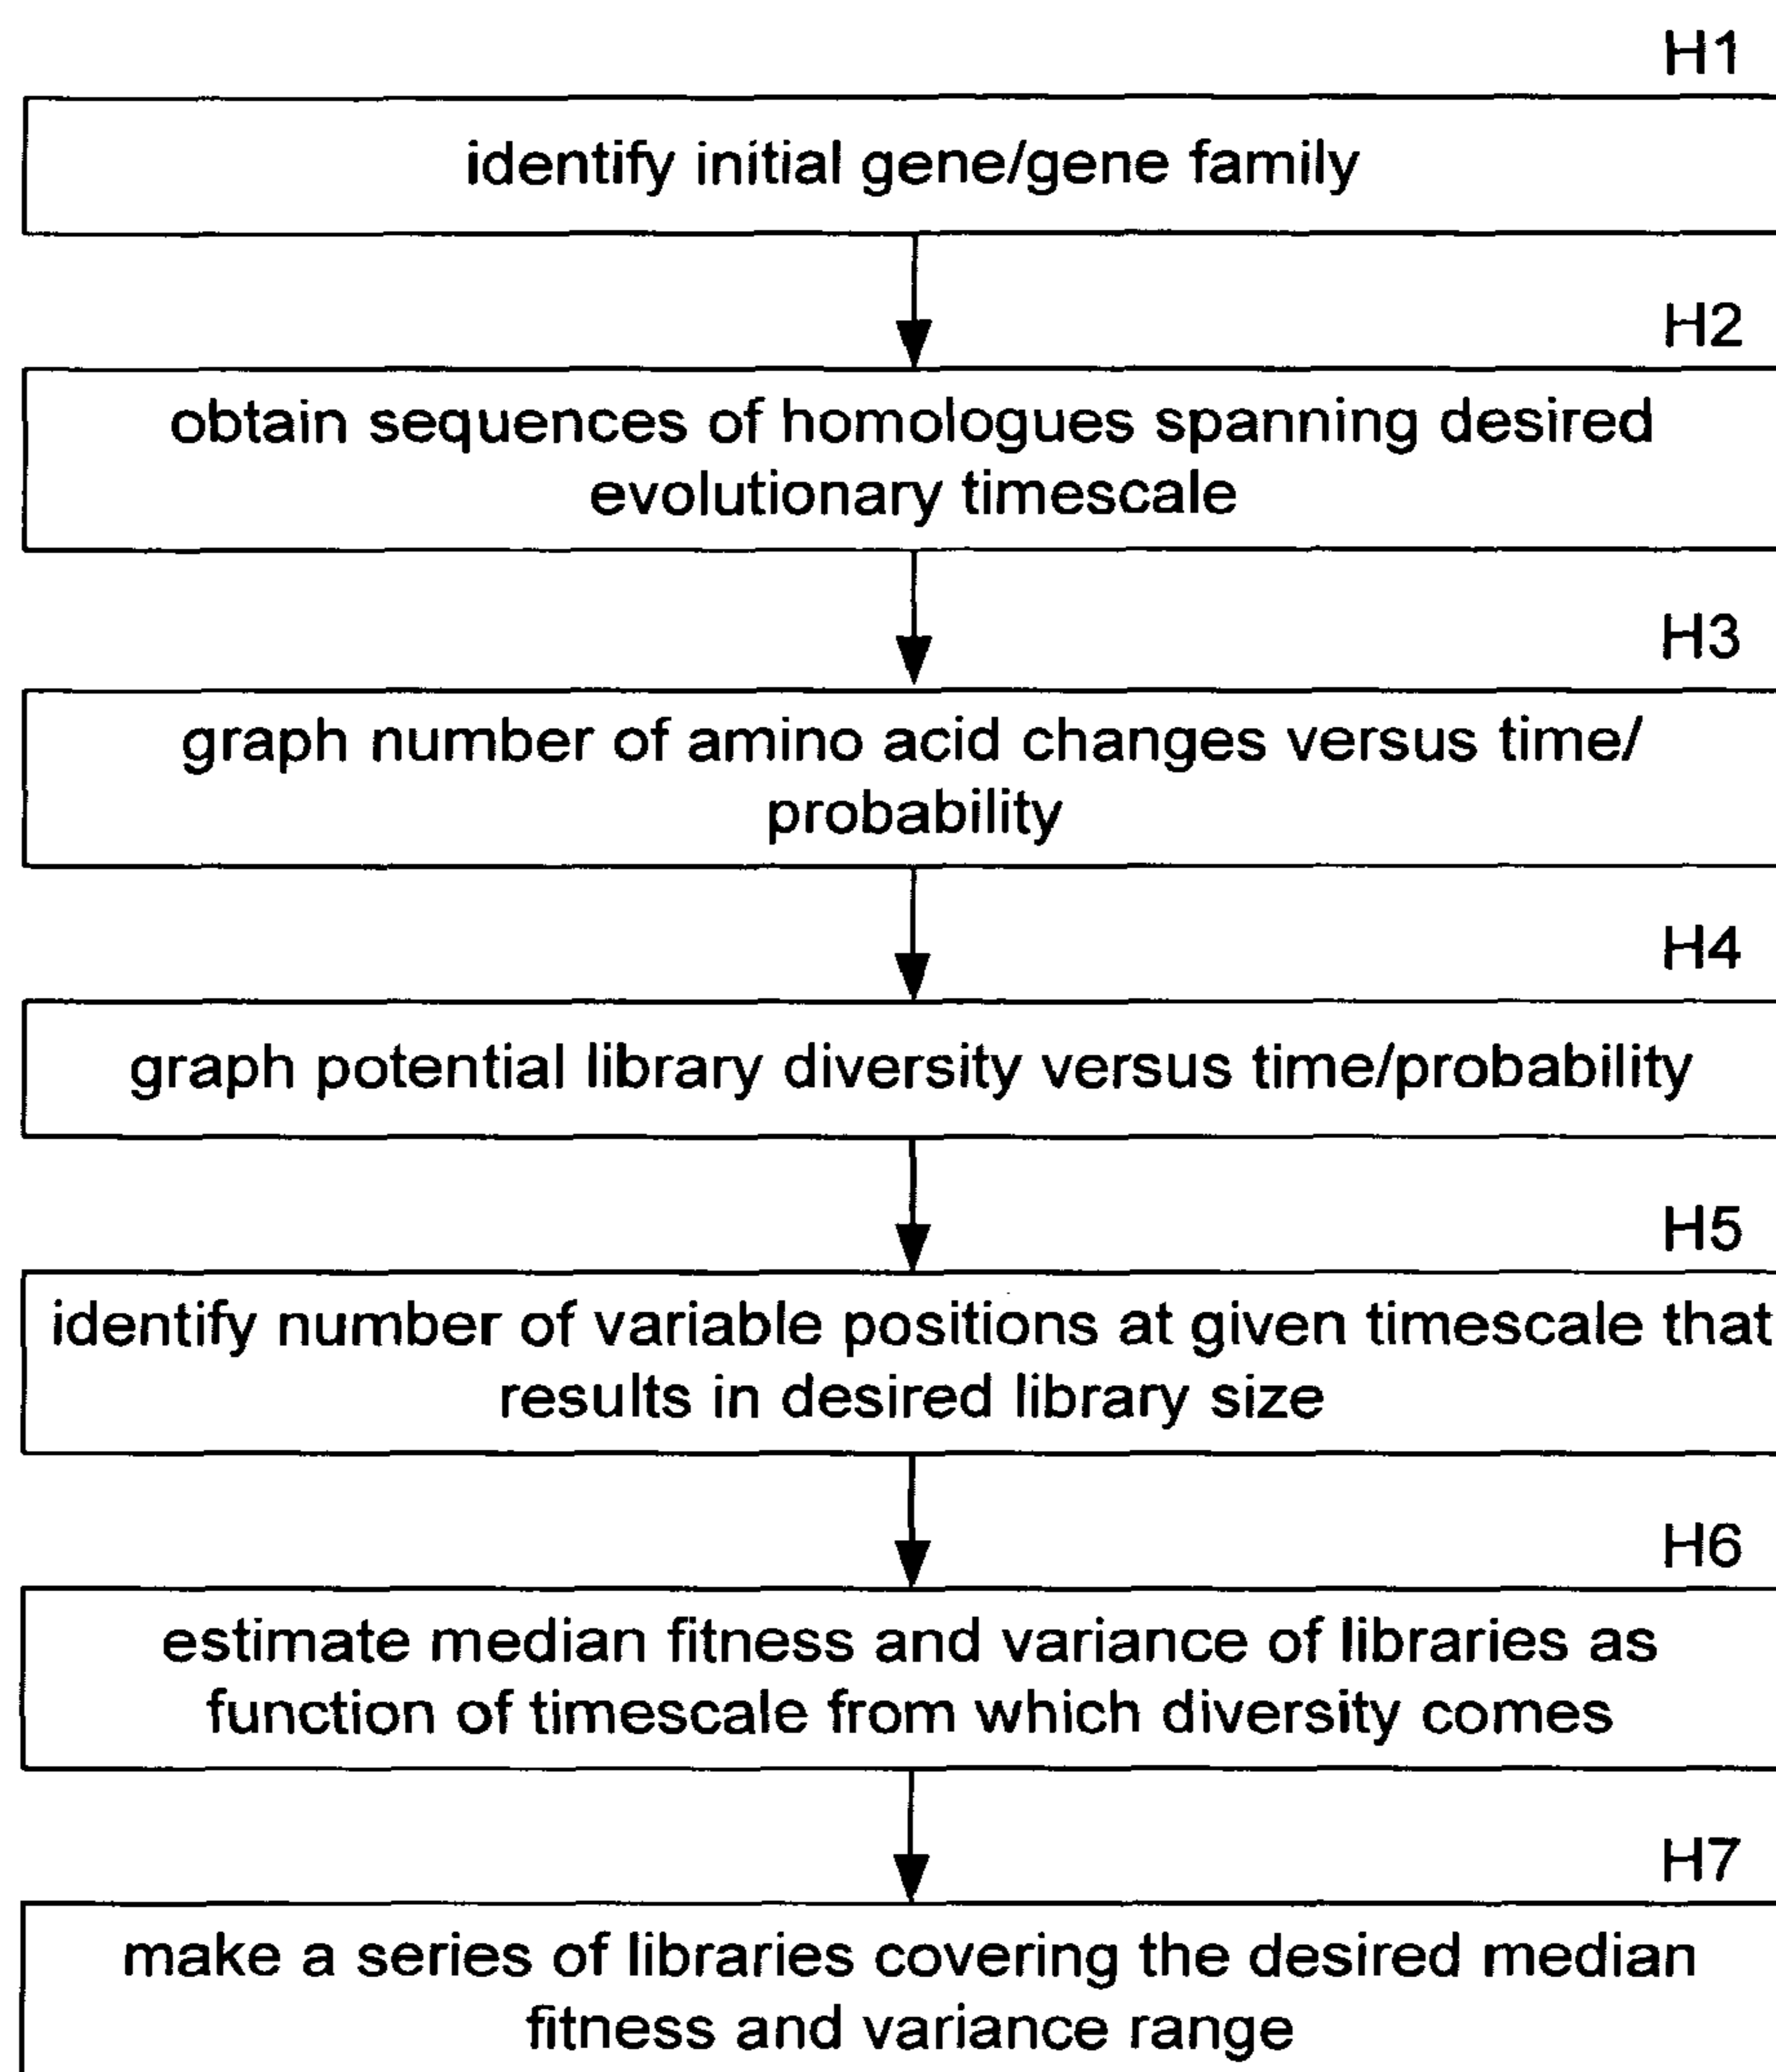 H1
identify initial gene/gene family
H2
obtain sequences of homologues spanning desired
evolutionary timescale
H3
graph number of amino acid changes versus time/
probability
H4
graph potential library diversity versus time/probability
H5
identify number of variable positions at given timescale that
results in desired library size
H6
estimate median fitness and variance of libraries as
function of timescale from which diversity comes
H7
make a series of libraries covering the desired median
fitness and variance range